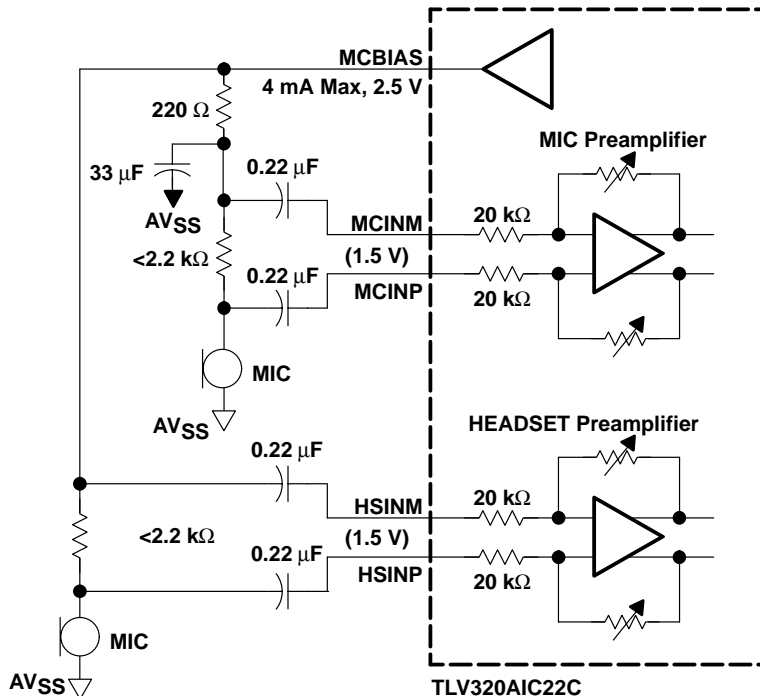 MCBIAS
4 mA Max, 2.5 V
220 Ω
MIC Preamplifier
33 μF
0.22 μF
AVSS
MCINM
20 kΩ
<2.2 kΩ
(1.5 V)
0.22 μF
MCINP
20 kΩ
MIC
AVSS
HEADSET Preamplifier
0.22 μF
HSINM
20 kΩ
<2.2 kΩ
(1.5 V)
0.22 μF
HSINP
20 kΩ
MIC
AVSS
TLV320AIC22C